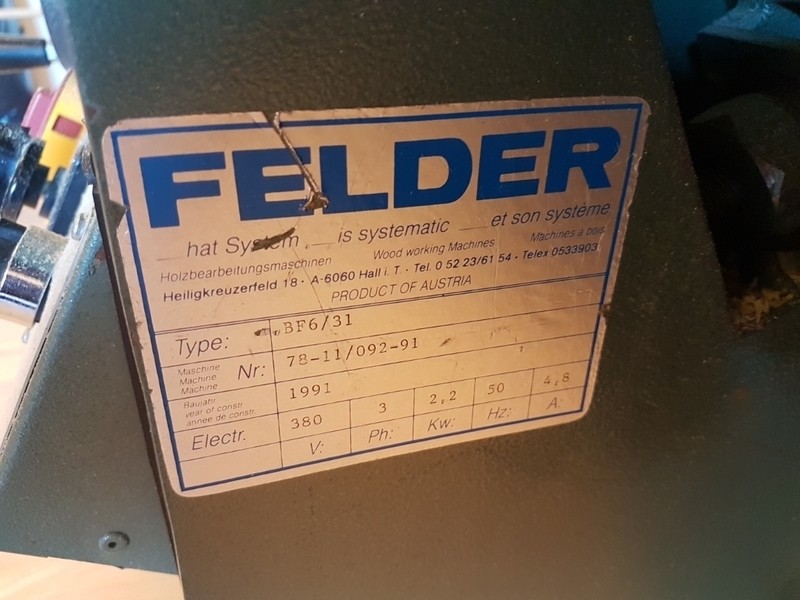 FELDER
hat System is systematic et son système
Holzbearbeitungsmaschinen Wood working Machines Machines à bois
Heiligkreuzerfeld 18 · A-6060 Hall i. T · Tel. 0 52 23/61 54 · Telex 0533903
PRODUCT OF AUSTRIA
Type: BF6/31
Maschine
Machine
Machine
Nr: 78-11/092-91
Baujahr
year of constr.
année de constr.
1991
Electr. 380 3 2,2 50 4,8
V: Ph: Kw: Hz: A: